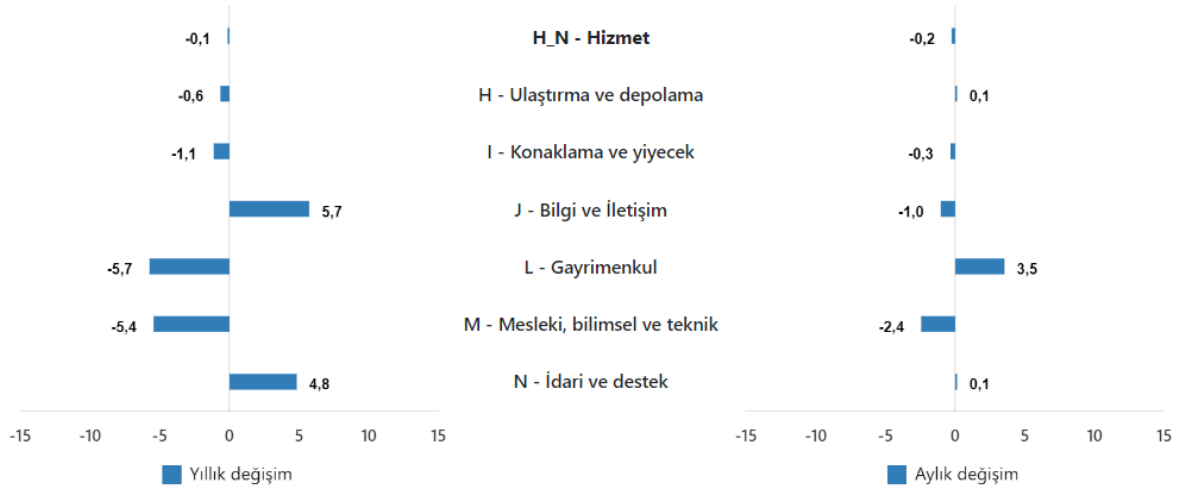 -0,1 H_N - Hizmet -0,2
-0,6 H - Ulaştırma ve depolama 0,1
-1,1 I - Konaklama ve yiyecek -0,3
5,7 J - Bilgi ve İletişim -1,0
-5,7 L - Gayrimenkul 3,5
-5,4 M - Mesleki, bilimsel ve teknik -2,4
4,8 N - İdari ve destek 0,1
-15 -10 -5 0 5 10 15 -15 -10 -5 0 5 10 15
Yıllık değişim Aylık değişim